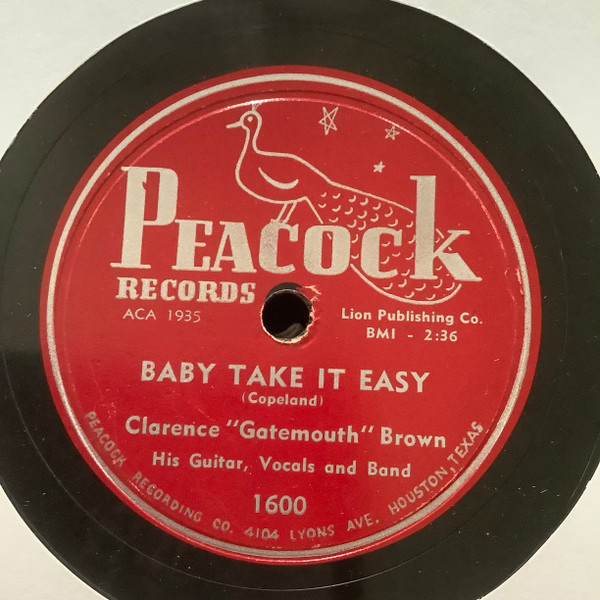 PEACOCK
RECORDS
ACA 1935
Lion Publishing Co.
BMI - 2:36
BABY TAKE IT EASY
(Copeland)
Clarence "Gatemouth" Brown
His Guitar, Vocals and Band
1600
PEACOCK RECORDING CO. 4104 LYONS AVE. HOUSTON, TEXAS